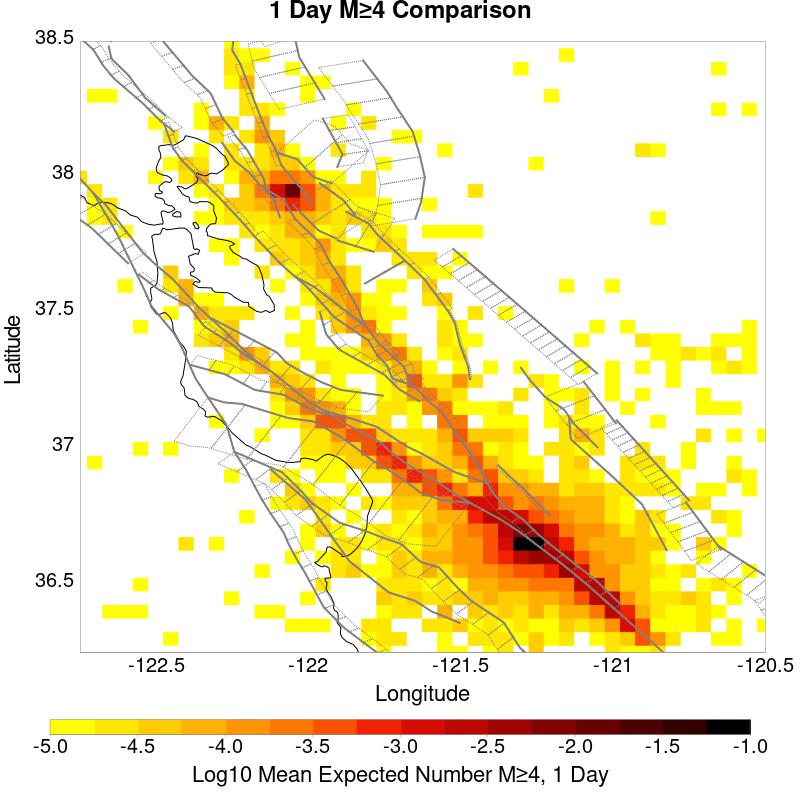 1 Day M≥4 Comparison
38.5
38
37.5
37
36.5
Latitude
-122.5 -122 -121.5 -121 -120.5
Longitude
-5.0 -4.5 -4.0 -3.5 -3.0 -2.5 -2.0 -1.5 -1.0
Log10 Mean Expected Number M≥4, 1 Day